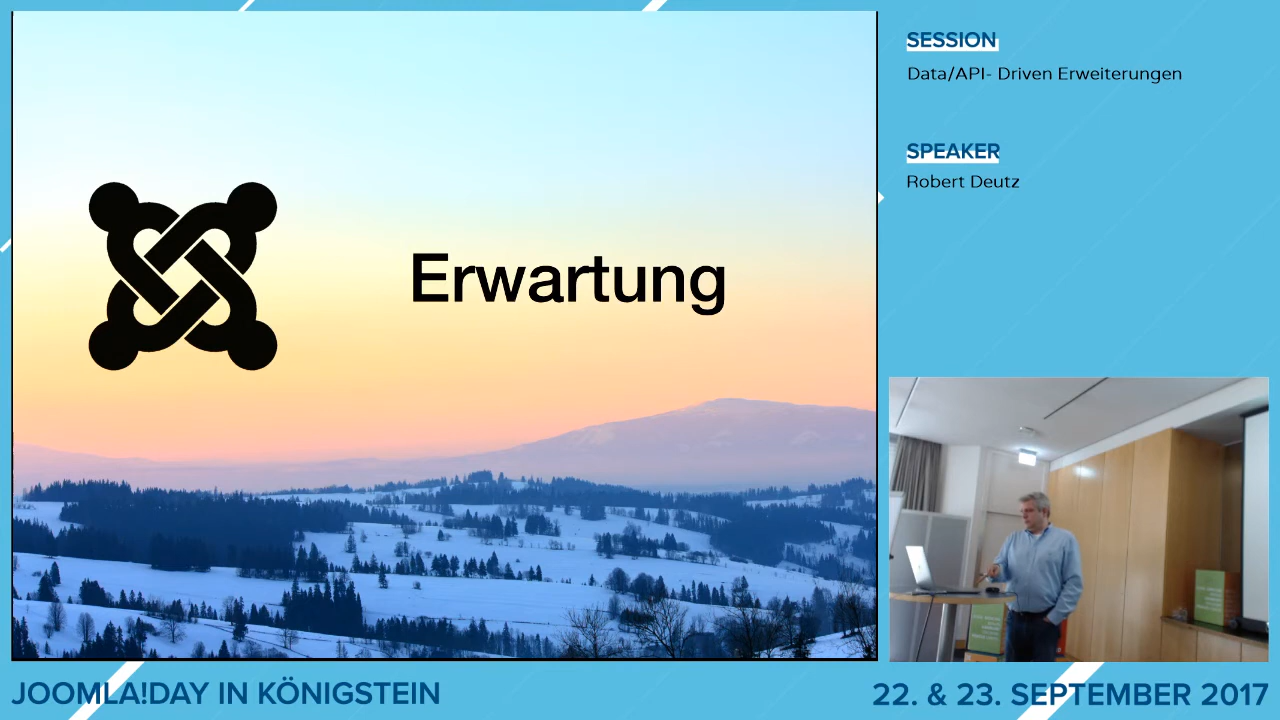 Erwartung
SESSION
Data/API- Driven Erweiterungen
SPEAKER
Robert Deutz
JOOMLA!DAY IN KÖNIGSTEIN
22. & 23. SEPTEMBER 2017